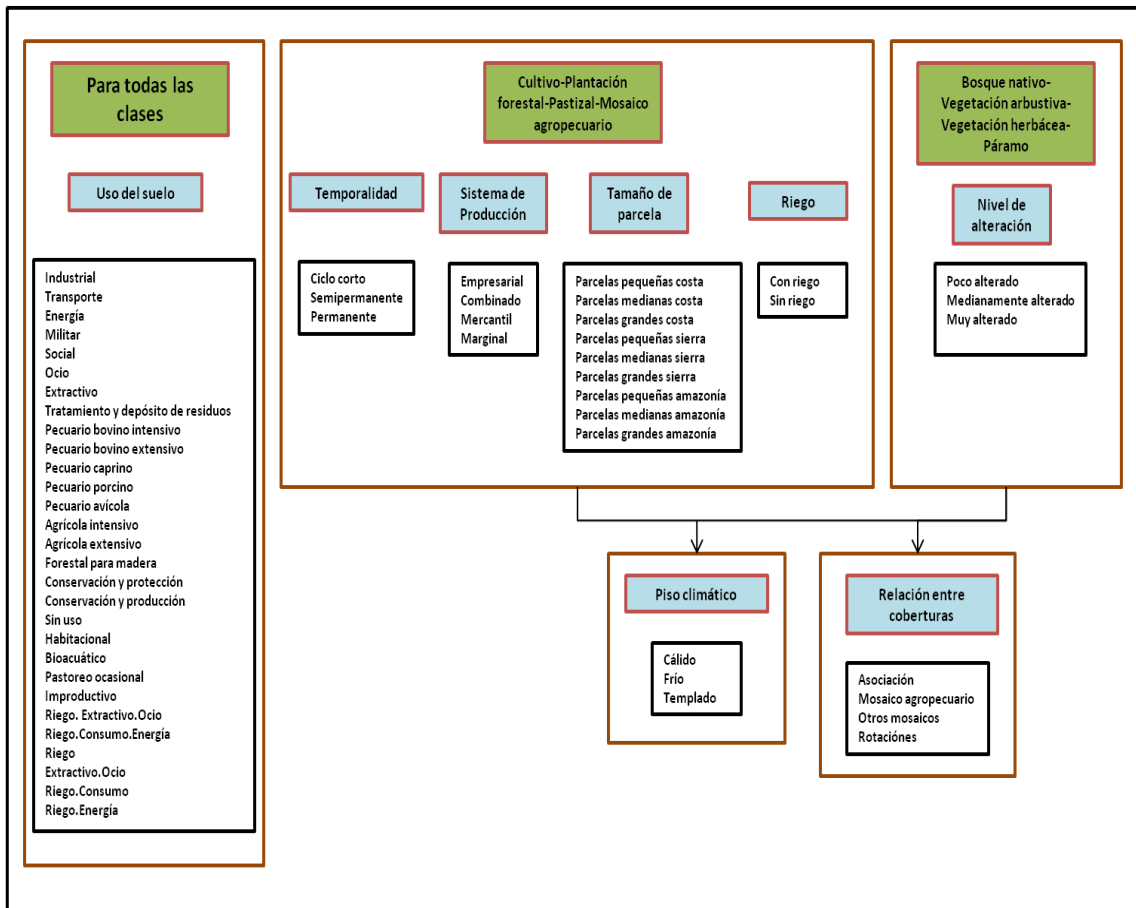 Para todas las
clases
Uso del suelo
Industrial
Transporte
Energía
Militar
Social
Ocio
Extractivo
Tratamiento y depósito de residuos
Pecuario bovino intensivo
Pecuario bovino extensivo
Pecuario caprino
Pecuario porcino
Pecuario avícola
Agrícola intensivo
Agrícola extensivo
Forestal para madera
Conservación y protección
Conservación y producción
Sin uso
Habitacional
Bioacuático
Pastoreo ocasional
Improductivo
Riego. Extractivo.Ocio
Riego.Consumo.Energía
Riego
Extractivo.Ocio
Riego.Consumo
Riego.Energía
Cultivo-Plantación
forestal-Pastizal-Mosaico
agropecuario
Temporalidad
Ciclo corto
Semipermanente
Permanente
Sistema de
Producción
Empresarial
Combinado
Mercantil
Marginal
Tamaño de
parcela
Parcelas pequeñas costa
Parcelas medianas costa
Parcelas grandes costa
Parcelas pequeñas sierra
Parcelas medianas sierra
Parcelas grandes sierra
Parcelas pequeñas amazonía
Parcelas medianas amazonía
Parcelas grandes amazonía
Riego
Con riego
Sin riego
Bosque nativo-
Vegetación arbustiva-
Vegetación herbácea-
Páramo
Nivel de
alteración
Poco alterado
Medianamente alterado
Muy alterado
Piso climático
Cálido
Frío
Templado
Relación entre
coberturas
Asociación
Mosaico agropecuario
Otros mosaicos
Rotaciónes